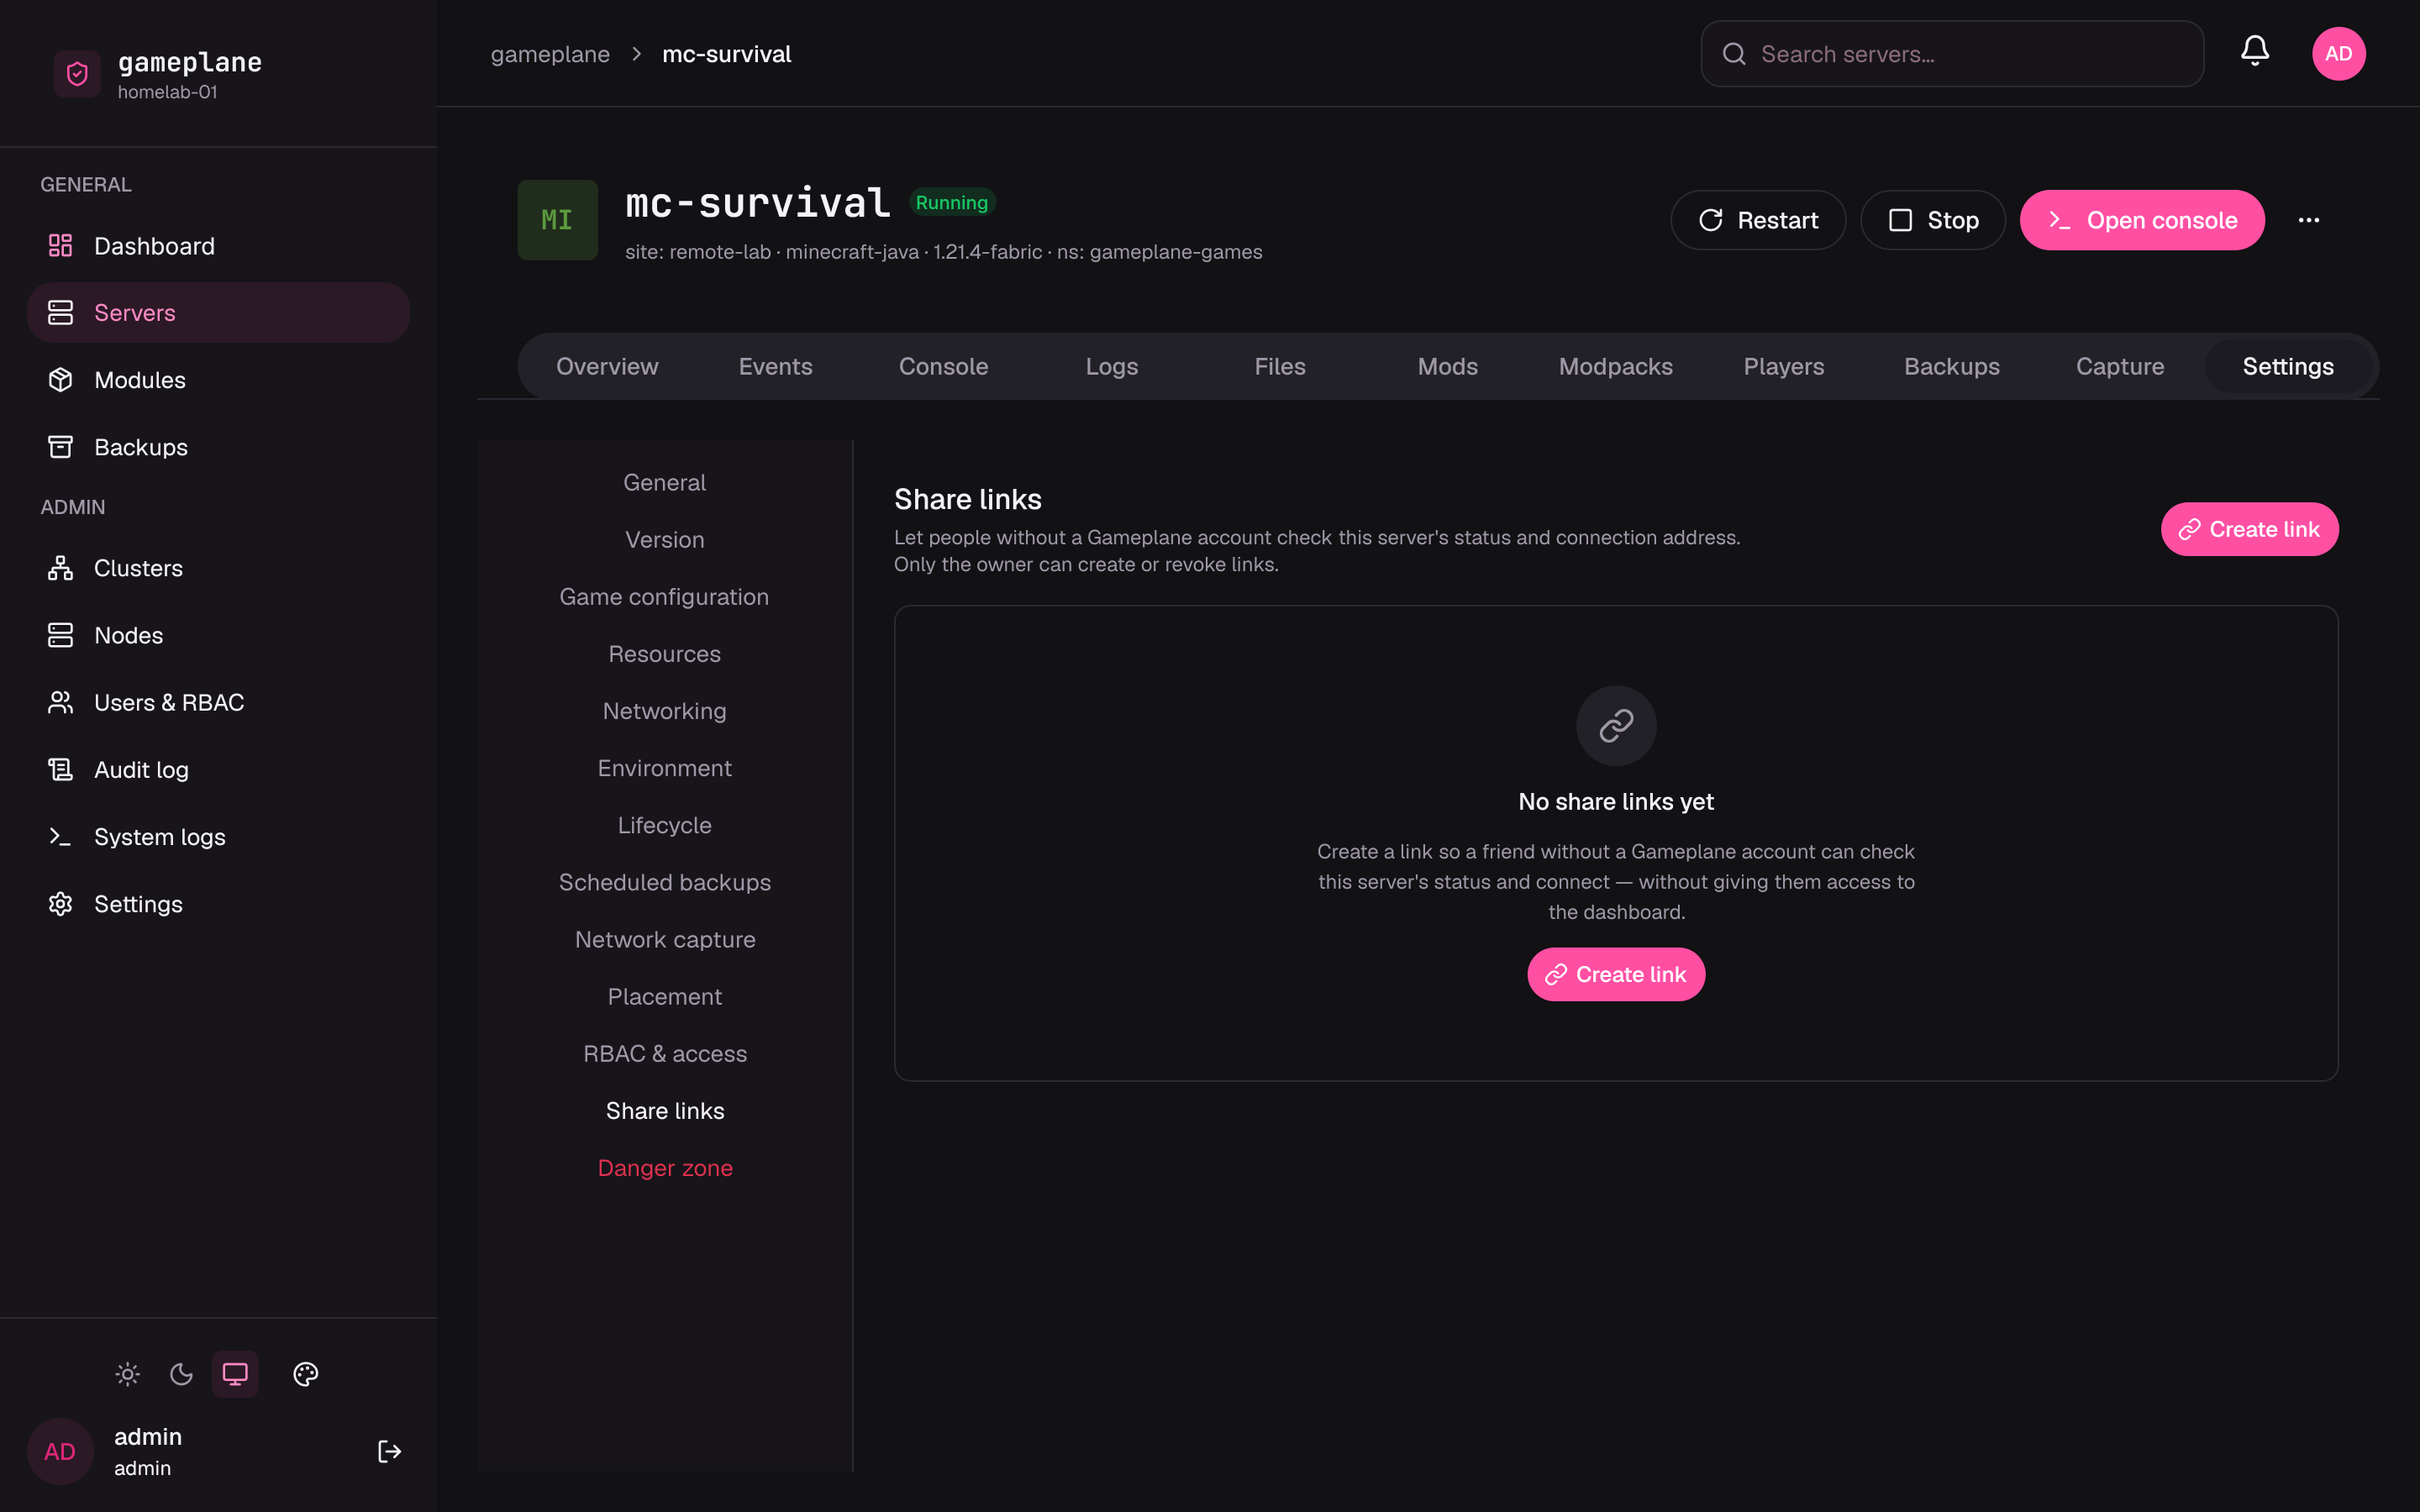 gameplane
homelab-01
GENERAL
Dashboard
Servers
Modules
Backups
ADMIN
Clusters
Nodes
Users & RBAC
Audit log
System logs
Settings
AD
admin
admin
gameplane
mc-survival
Search servers...
AD
MI
mc-survival
Running
site: remote-lab · minecraft-java · 1.21.4-fabric · ns: gameplane-games
Restart
Stop
Open console
Overview
Events
Console
Logs
Files
Mods
Modpacks
Players
Backups
Capture
Settings
General
Version
Game configuration
Resources
Networking
Environment
Lifecycle
Scheduled backups
Network capture
Placement
RBAC & access
Share links
Danger zone
Share links
Let people without a Gameplane account check this server's status and connection address.
Only the owner can create or revoke links.
Create link
No share links yet
Create a link so a friend without a Gameplane account can check
this server's status and connect — without giving them access to
the dashboard.
Create link